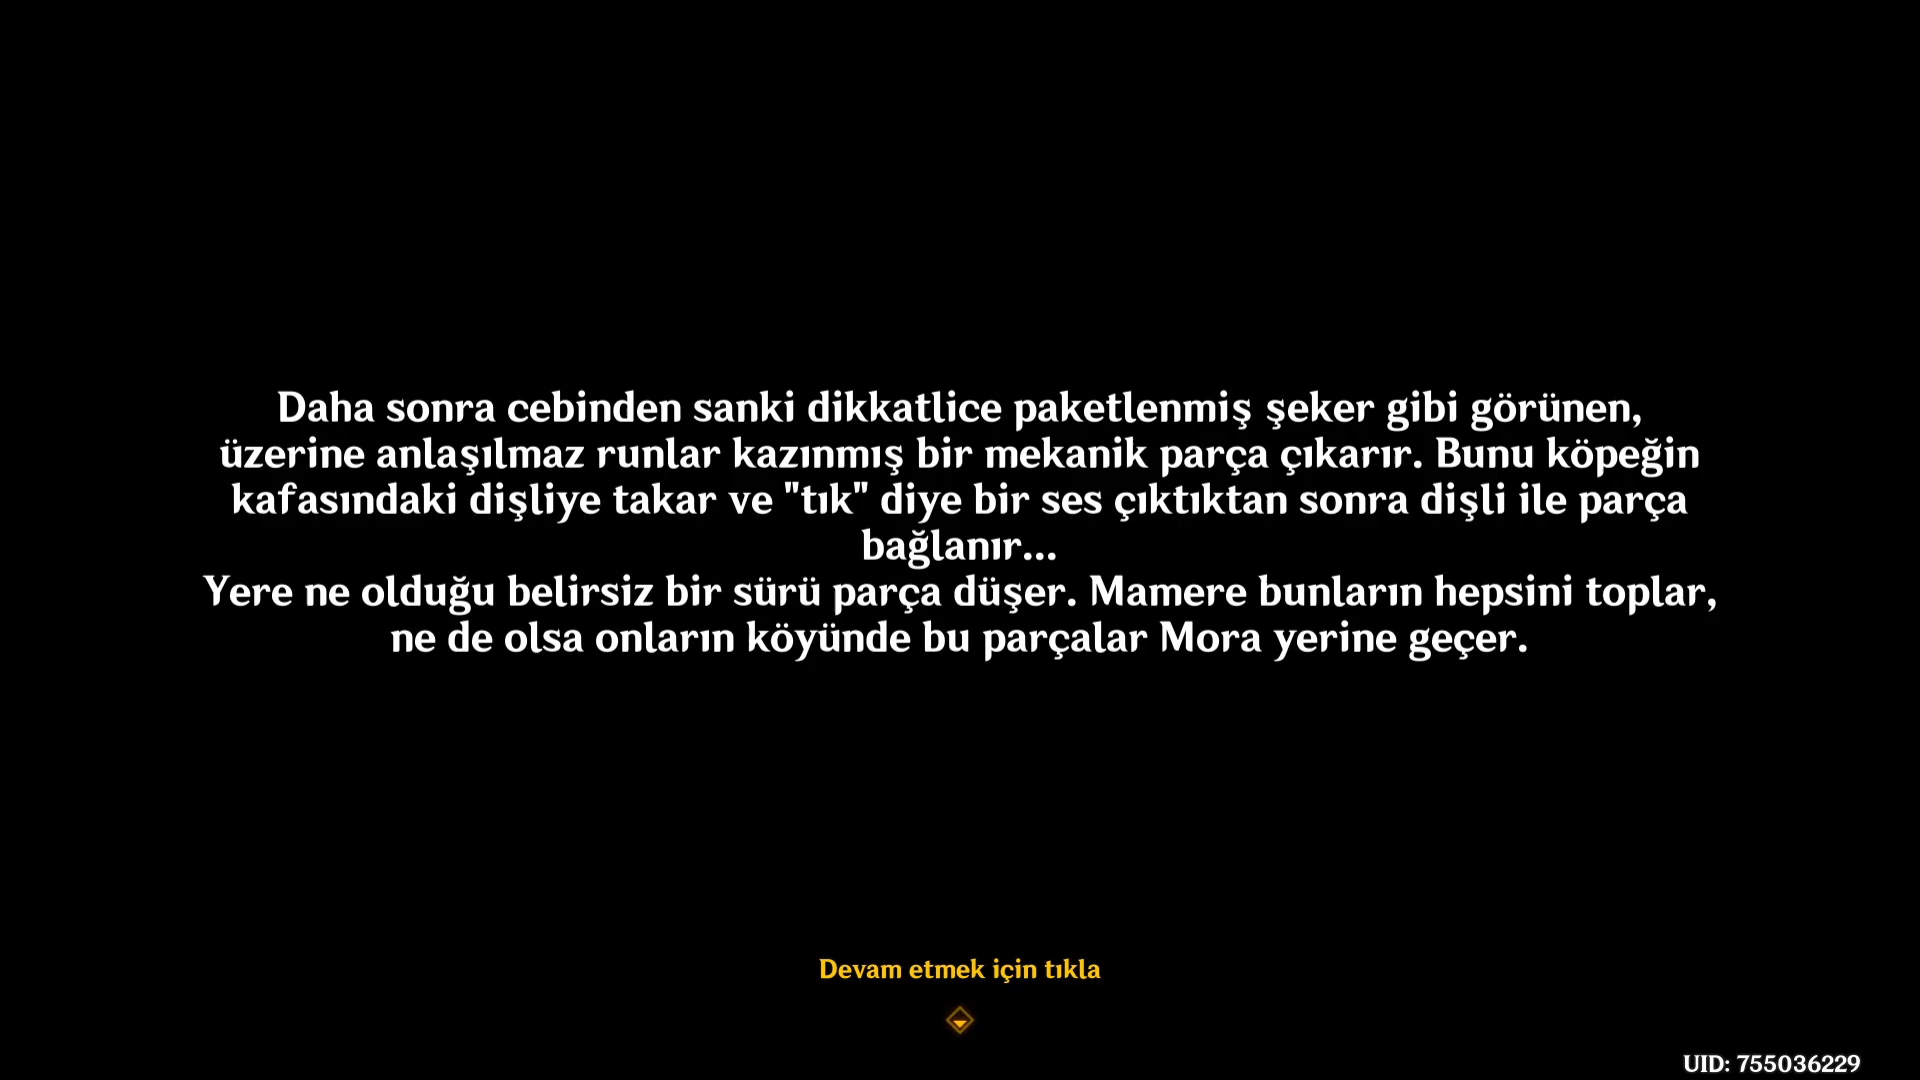 Daha sonra cebinden sanki dikkatlice paketlenmiş şeker gibi görünen,
üzerine anlaşılmaz runlar kazınmış bir mekanik parça çıkarır. Bunu köpeğin
kafasındaki dişliye takar ve "tık" diye bir ses çıktıktan sonra dişli ile parça
bağlanır...
Yere ne olduğu belirsiz bir sürü parça düşer. Mamere bunların hepsini toplar,
ne de olsa onların köyünde bu parçalar Mora yerine geçer.
Devam etmek için tıkla
UID: 755036229